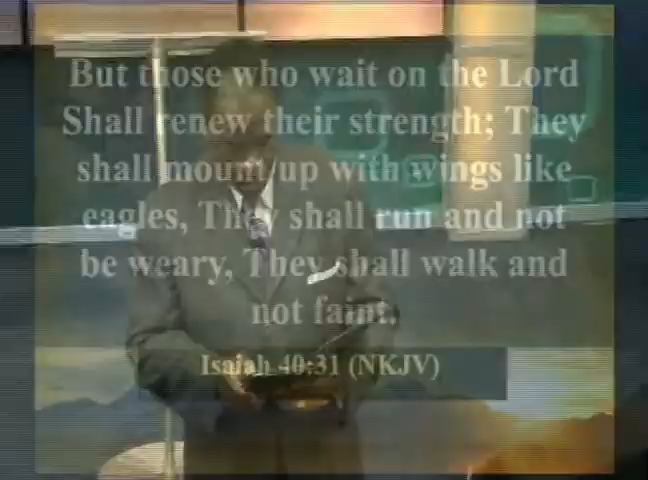 But those who wait on the Lord
Shall renew their strength; They
shall mount up with wings like
eagles, They shall run and not
be weary, They shall walk and
not faint.
Isaiah 40:31 (NKJV)